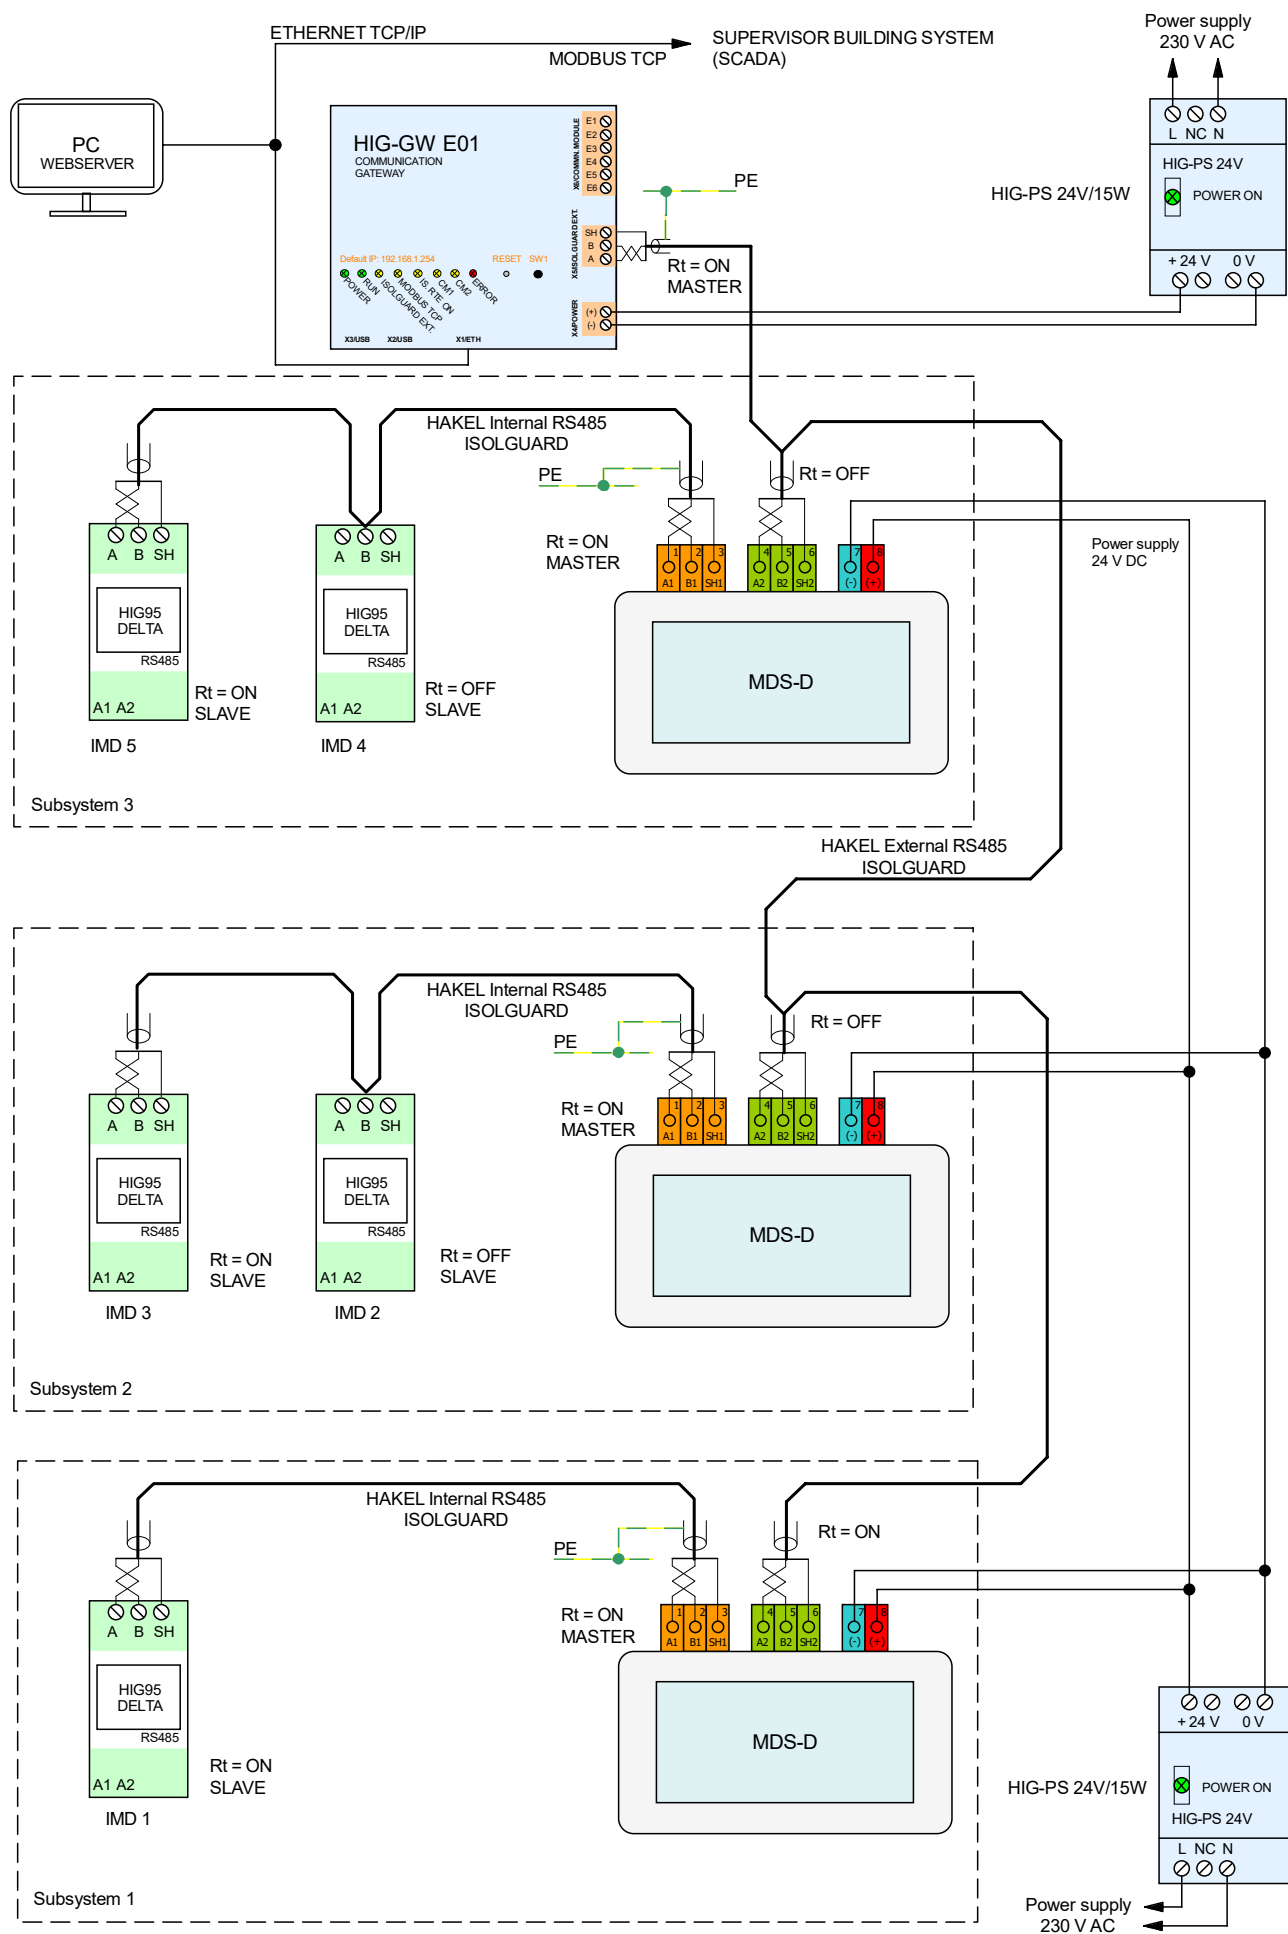 ETHERNET TCP/IP
MODBUS TCP
SUPERVISOR BUILDING SYSTEM
(SCADA)
Power supply
230 V AC
PC
WEBSERVER
HIG-GW E01
COMMUNICATION
GATEWAY
X6/COMMN. MODULE
E1
E2
E3
E4
E5
E6
X5ISOLGUARD EXT.
SH
B
A
X4POWER
(+)
(-)
Default IP: 192.168.1.254
RESET
SW1
POWER
RUN
ISOLGUARD EXT.
MODBUS TCP
IS. RTE ON
CM1
CM2
ERROR
X3/USB
X2/USB
X1/ETH
PE
Rt = ON
MASTER
L NC N
HIG-PS 24V
POWER ON
HIG-PS 24V/15W
+ 24 V
0 V
HAKEL Internal RS485
ISOLGUARD
PE
Rt = OFF
Rt = ON
MASTER
1 2 3
A1 B1 SH1
4 5 6
A2 B2 SH2
7 8
(-) (+)
Power supply
24 V DC
A B SH
HIG95
DELTA
RS485
A1 A2
Rt = ON
SLAVE
IMD 5
A B SH
HIG95
DELTA
RS485
A1 A2
Rt = OFF
SLAVE
IMD 4
MDS-D
Subsystem 3
HAKEL External RS485
ISOLGUARD
HAKEL Internal RS485
ISOLGUARD
PE
Rt = OFF
Rt = ON
MASTER
1 2 3
A1 B1 SH1
4 5 6
A2 B2 SH2
7 8
(-) (+)
A B SH
HIG95
DELTA
RS485
A1 A2
Rt = ON
SLAVE
IMD 3
A B SH
HIG95
DELTA
RS485
A1 A2
Rt = OFF
SLAVE
IMD 2
MDS-D
Subsystem 2
HAKEL Internal RS485
ISOLGUARD
PE
Rt = ON
Rt = ON
MASTER
1 2 3
A1 B1 SH1
4 5 6
A2 B2 SH2
7 8
(-) (+)
A B SH
HIG95
DELTA
RS485
A1 A2
Rt = ON
SLAVE
IMD 1
MDS-D
Subsystem 1
+ 24 V
0 V
HIG-PS 24V/15W
POWER ON
HIG-PS 24V
L NC N
Power supply
230 V AC